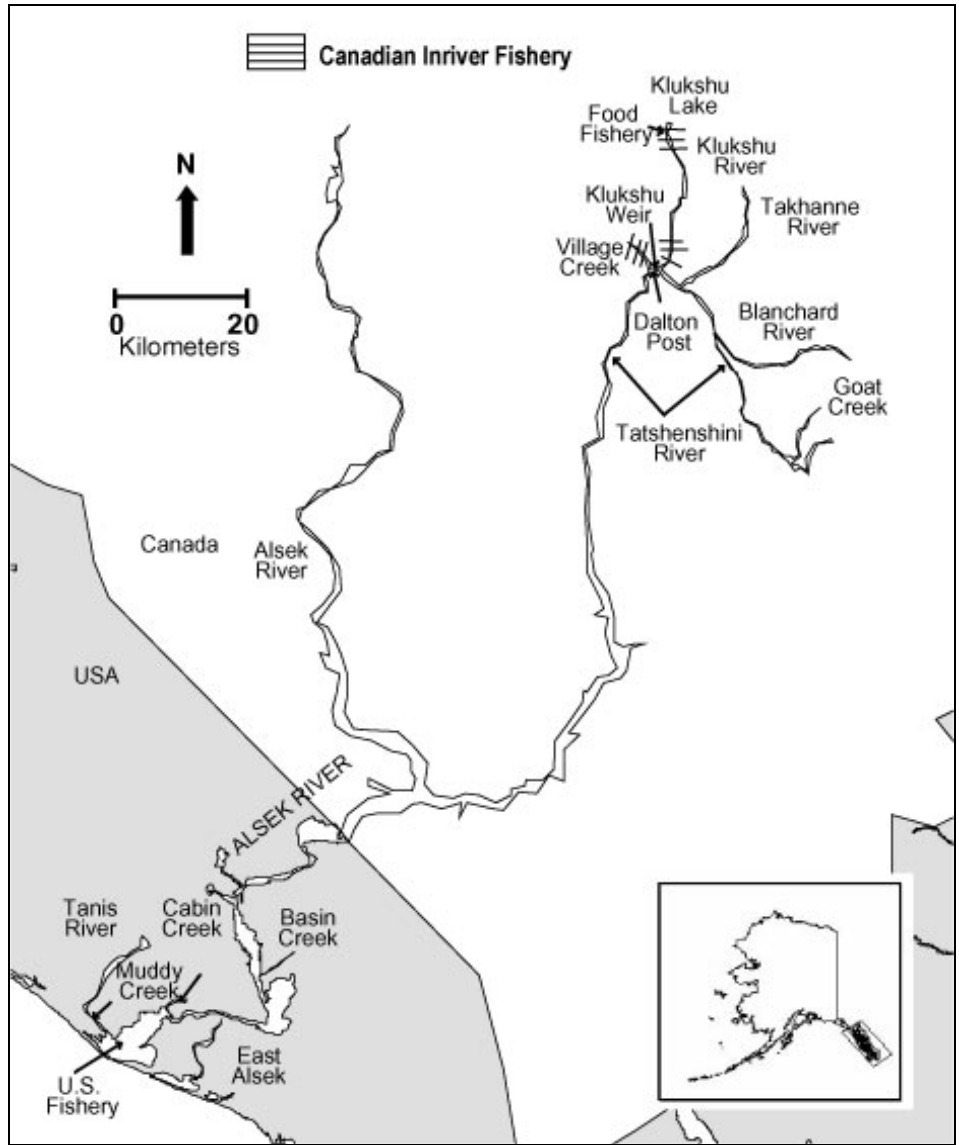 Canadian Inriver Fishery
Klukshu
Lake
Food
Fishery
Klukshu
River
N
Klukshu
Weir
Takhanne
River
Village
Creek
0 20
Kilometers
Dalton
Post
Blanchard
River
Goat
Creek
Tatshenshini
River
Canada
Alsek
River
USA
ALSEK RIVER
Tanis
River
Cabin
Creek
Basin
Creek
Muddy
Creek
East
Alsek
U.S.
Fishery